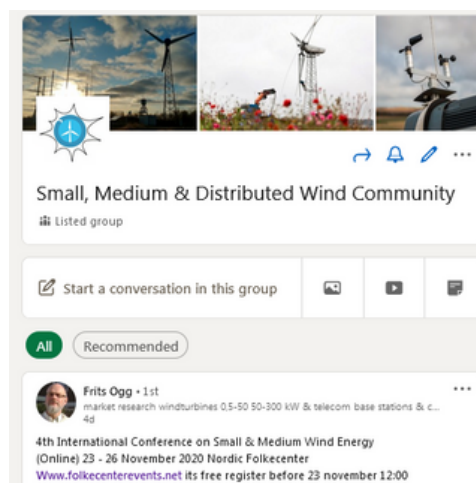 Small, Medium & Distributed Wind Community
Listed group
Start a conversation in this group
All
Recommended
Frits Ogg • 1st
market research windturbines 0,5-50 50-300 kW & telecom base stations & c...
4d
4th International Conference on Small & Medium Wind Energy
(Online) 23 - 26 November 2020 Nordic Folkecenter
Www.folkecenterevents.net its free register before 23 november 12:00